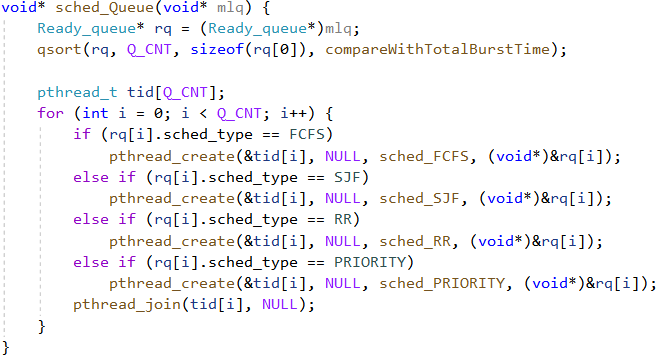 void* sched_Queue(void* mlq) {
    Ready_queue* rq = (Ready_queue*)mlq;
    qsort(rq, Q_CNT, sizeof(rq[0]), compareWithTotalBurstTime);

    pthread_t tid[Q_CNT];
    for (int i = 0; i < Q_CNT; i++) {
        if (rq[i].sched_type == FCFS)
            pthread_create(&tid[i], NULL, sched_FCFS, (void*)&rq[i]);
        else if (rq[i].sched_type == SJF)
            pthread_create(&tid[i], NULL, sched_SJF, (void*)&rq[i]);
        else if (rq[i].sched_type == RR)
            pthread_create(&tid[i], NULL, sched_RR, (void*)&rq[i]);
        else if (rq[i].sched_type == PRIORITY)
            pthread_create(&tid[i], NULL, sched_PRIORITY, (void*)&rq[i]);
        pthread_join(tid[i], NULL);
    }
}